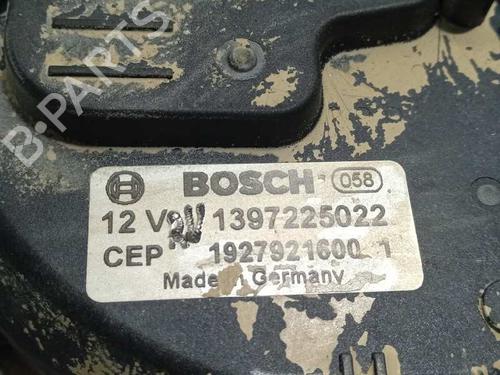 B-PARTS
BOSCH 058
12 V 1397225022
CEP 1927921600 1
Made in Germany